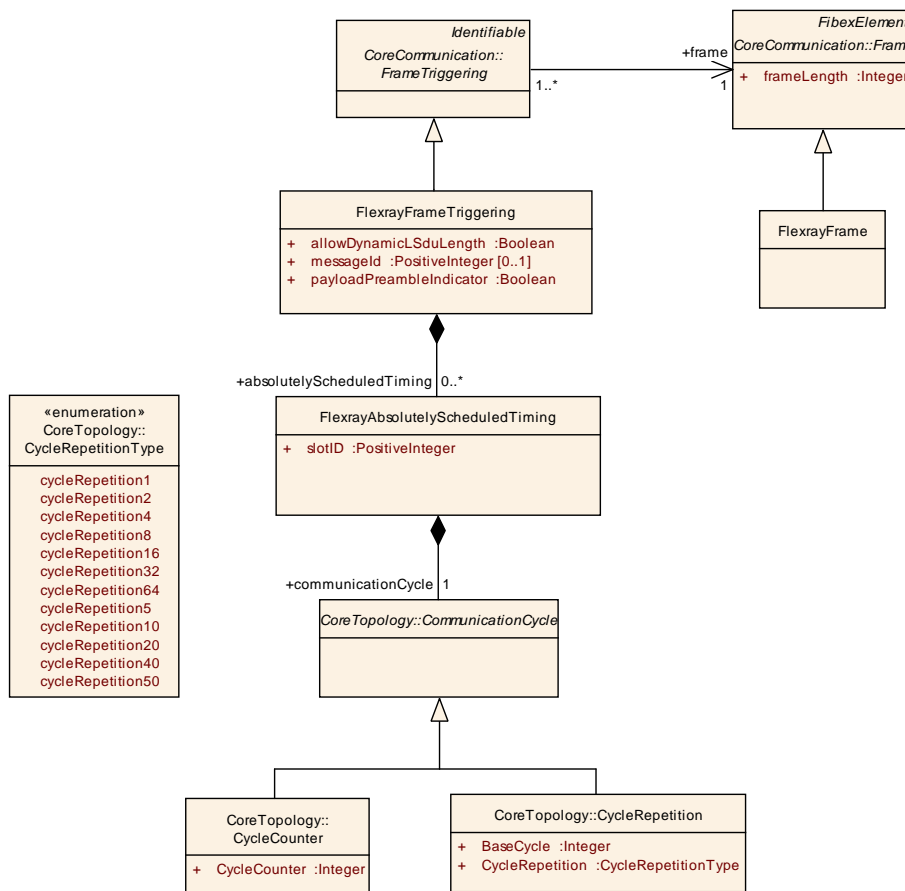 Identifiable
CoreCommunication::
FrameTriggering
+frame
1..*
1
FibexElement
CoreCommunication::Fram
+ frameLength :Integer
FlexrayFrameTriggering
+ allowDynamicLSduLength :Boolean
+ messageId :PositiveInteger [0..1]
+ payloadPreambleIndicator :Boolean
FlexrayFrame
+absolutelyScheduledTiming
0..*
FlexrayAbsolutelyScheduledTiming
+ slotID :PositiveInteger
«enumeration»
CoreTopology::
CycleRepetitionType
cycleRepetition1
cycleRepetition2
cycleRepetition4
cycleRepetition8
cycleRepetition16
cycleRepetition32
cycleRepetition64
cycleRepetition5
cycleRepetition10
cycleRepetition20
cycleRepetition40
cycleRepetition50
+communicationCycle
1
CoreTopology::CommunicationCycle
CoreTopology::
CycleCounter
+ CycleCounter :Integer
CoreTopology::CycleRepetition
+ BaseCycle :Integer
+ CycleRepetition :CycleRepetitionType